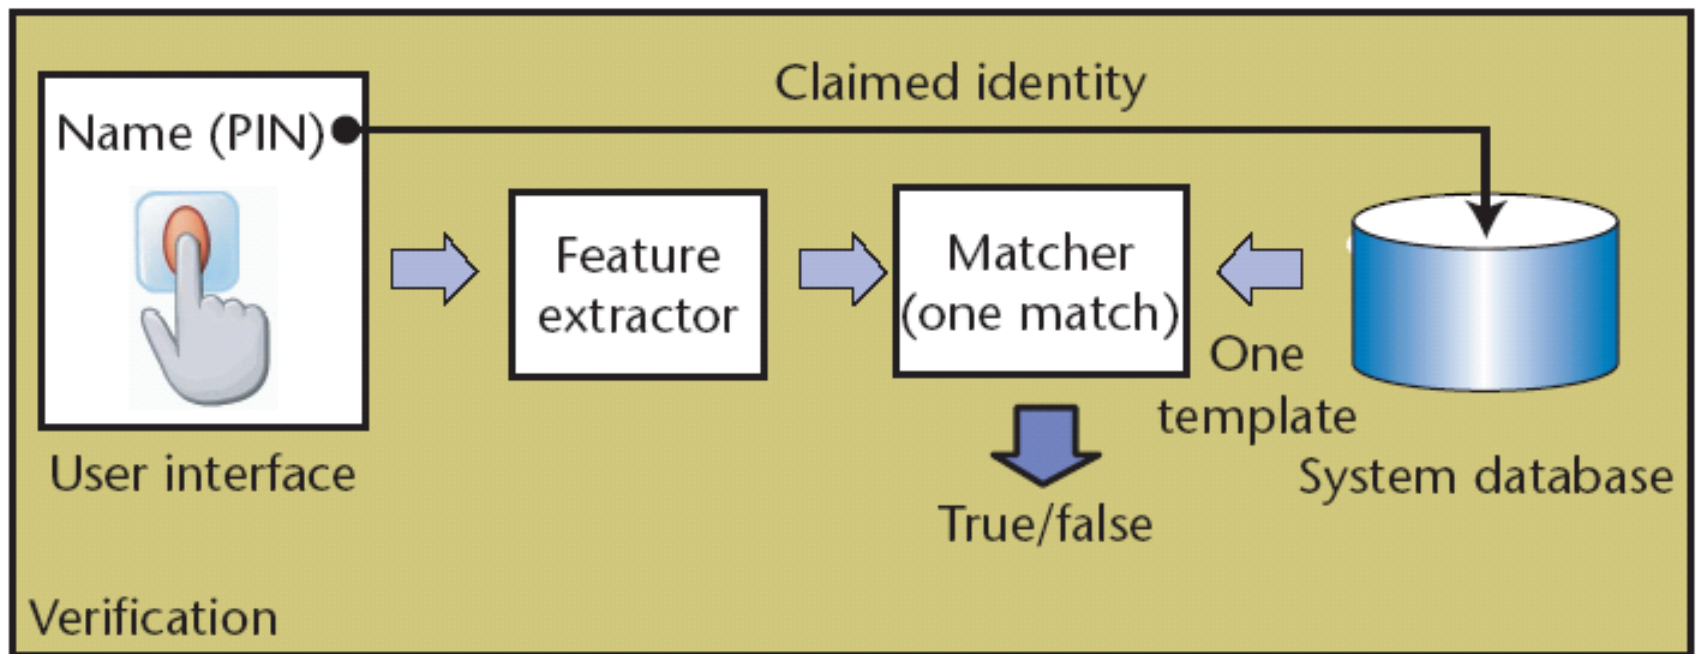 Claimed identity
Name (PIN)
Feature
extractor
Matcher
(one match)
One
template
User interface
System database
True/false
Verification